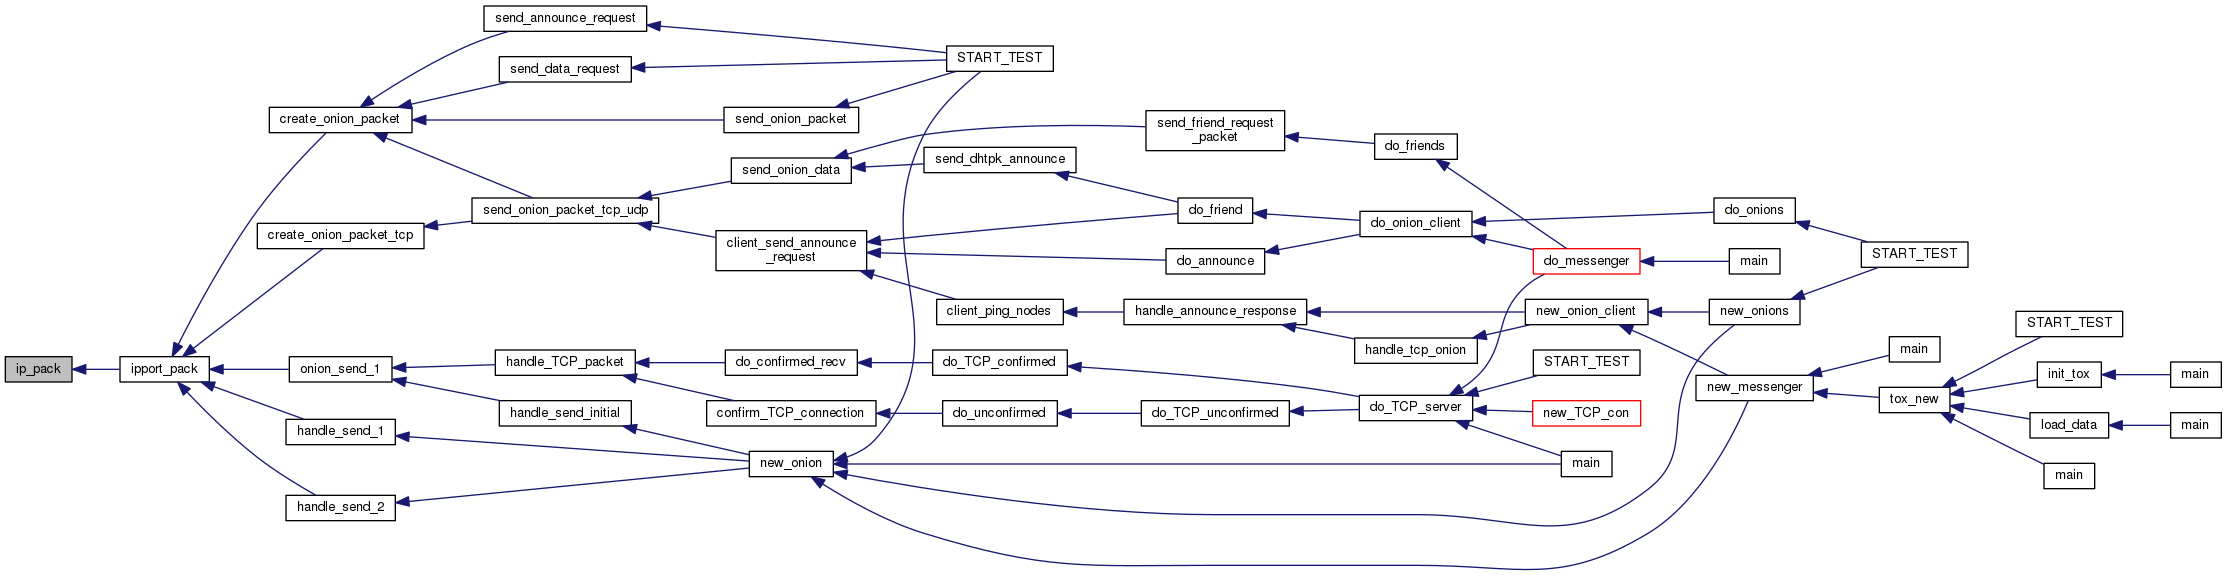 ip_pack
ipport_pack
create_onion_packet
create_onion_packet_tcp
onion_send_1
handle_send_1
handle_send_2
send_announce_request
send_data_request
send_onion_packet_tcp_udp
handle_TCP_packet
handle_send_initial
send_onion_packet
send_onion_data
client_send_announce
_request
do_confirmed_recv
confirm_TCP_connection
new_onion
START_TEST
send_dhtpk_announce
client_ping_nodes
do_TCP_confirmed
do_unconfirmed
send_friend_request
_packet
do_friend
do_announce
handle_announce_response
do_TCP_unconfirmed
do_friends
do_onion_client
handle_tcp_onion
do_TCP_server
do_messenger
new_onion_client
START_TEST
new_TCP_con
main
do_onions
main
new_onions
new_messenger
START_TEST
main
tox_new
START_TEST
init_tox
load_data
main
main
main